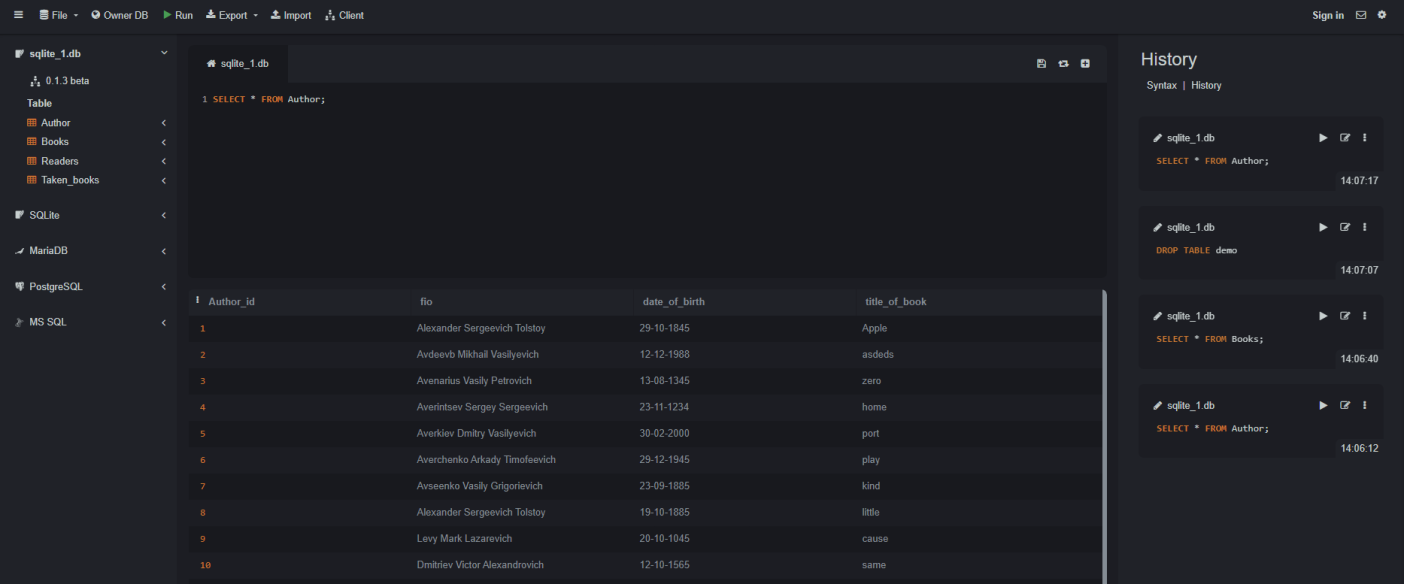 File Owner DB Run Export Import Client Sign in
sqlite_1.db
0.1.3 beta
Table
Author
Books
Readers
Taken_books
SQLite
MariaDB
PostgreSQL
MS SQL
sqlite_1.db
1 SELECT * FROM Author;
Author_id fio date_of_birth title_of_book
1 Alexander Sergeevich Tolstoy 29-10-1845 Apple
2 Avdeevb Mikhail Vasilyevich 12-12-1988 asdeds
3 Avenarius Vasily Petrovich 13-08-1345 zero
4 Averintsev Sergey Sergeevich 23-11-1234 home
5 Averkiev Dmitry Vasilyevich 30-02-2000 port
6 Averchenko Arkady Timofeevich 29-12-1945 play
7 Avseenko Vasily Grigorievich 23-09-1885 kind
8 Alexander Sergeevich Tolstoy 19-10-1885 little
9 Levy Mark Lazarevich 20-10-1045 cause
10 Dmitriev Victor Alexandrovich 12-10-1565 same
History
Syntax | History
sqlite_1.db
SELECT * FROM Author;
14:07:17
sqlite_1.db
DROP TABLE demo
14:07:07
sqlite_1.db
SELECT * FROM Books;
14:06:40
sqlite_1.db
SELECT * FROM Author;
14:06:12